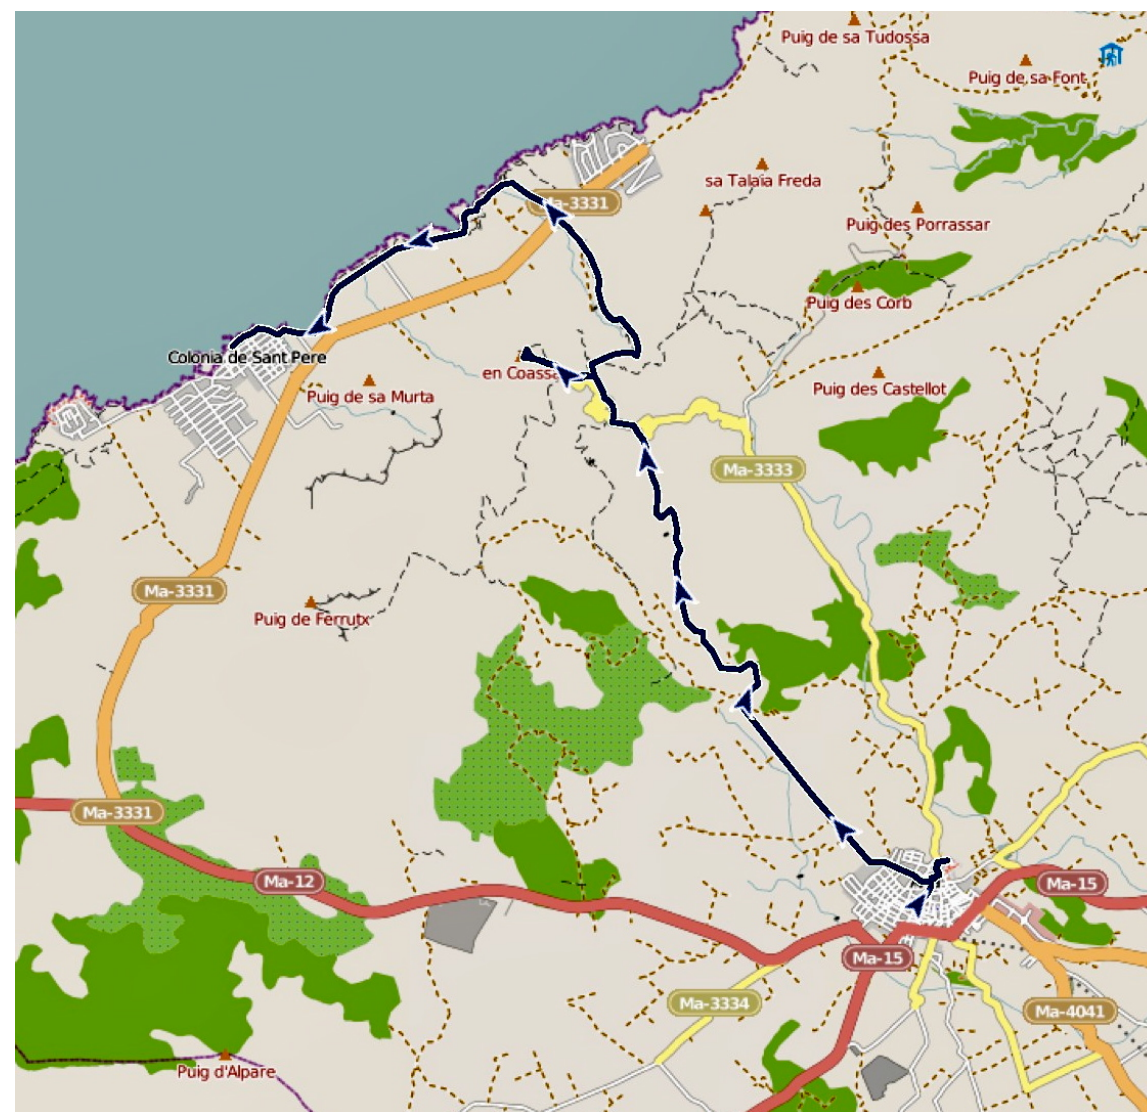 Puig de sa Tudossa
Puig de sa Font
sa Talaia Freda
Ma-3331
Puig des Porrassar
Puig des Corb
Colonia de Sant Pere
en Coassa
Puig de sa Murta
Puig des Castellot
Ma-3333
Ma-3331
Puig de Ferrutx
Ma-3331
Ma-12
Ma-15
Ma-15
Ma-3334
Ma-4041
Puig d'Alpare